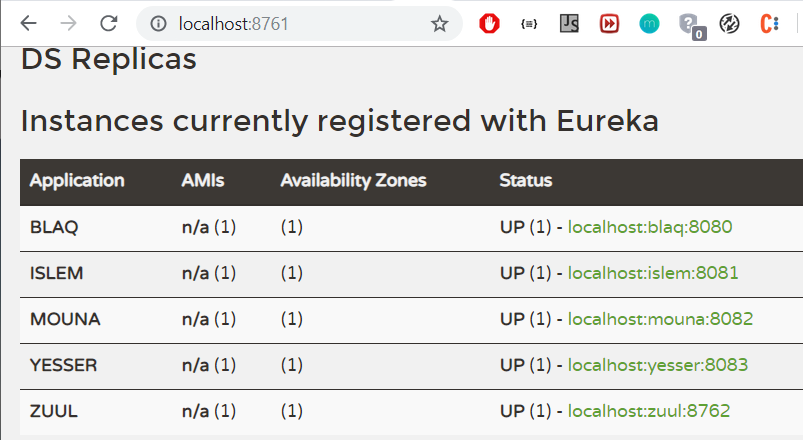 localhost:8761
0
DS Replicas
Instances currently registered with Eureka
Application AMIs Availability Zones Status
BLAQ n/a (1) (1) UP (1) - localhost:blaq:8080
ISLEM n/a (1) (1) UP (1) - localhost:islem:8081
MOUNA n/a (1) (1) UP (1) - localhost:mouna:8082
YESSER n/a (1) (1) UP (1) - localhost:yesser:8083
ZUUL n/a (1) (1) UP (1) - localhost:zuul:8762